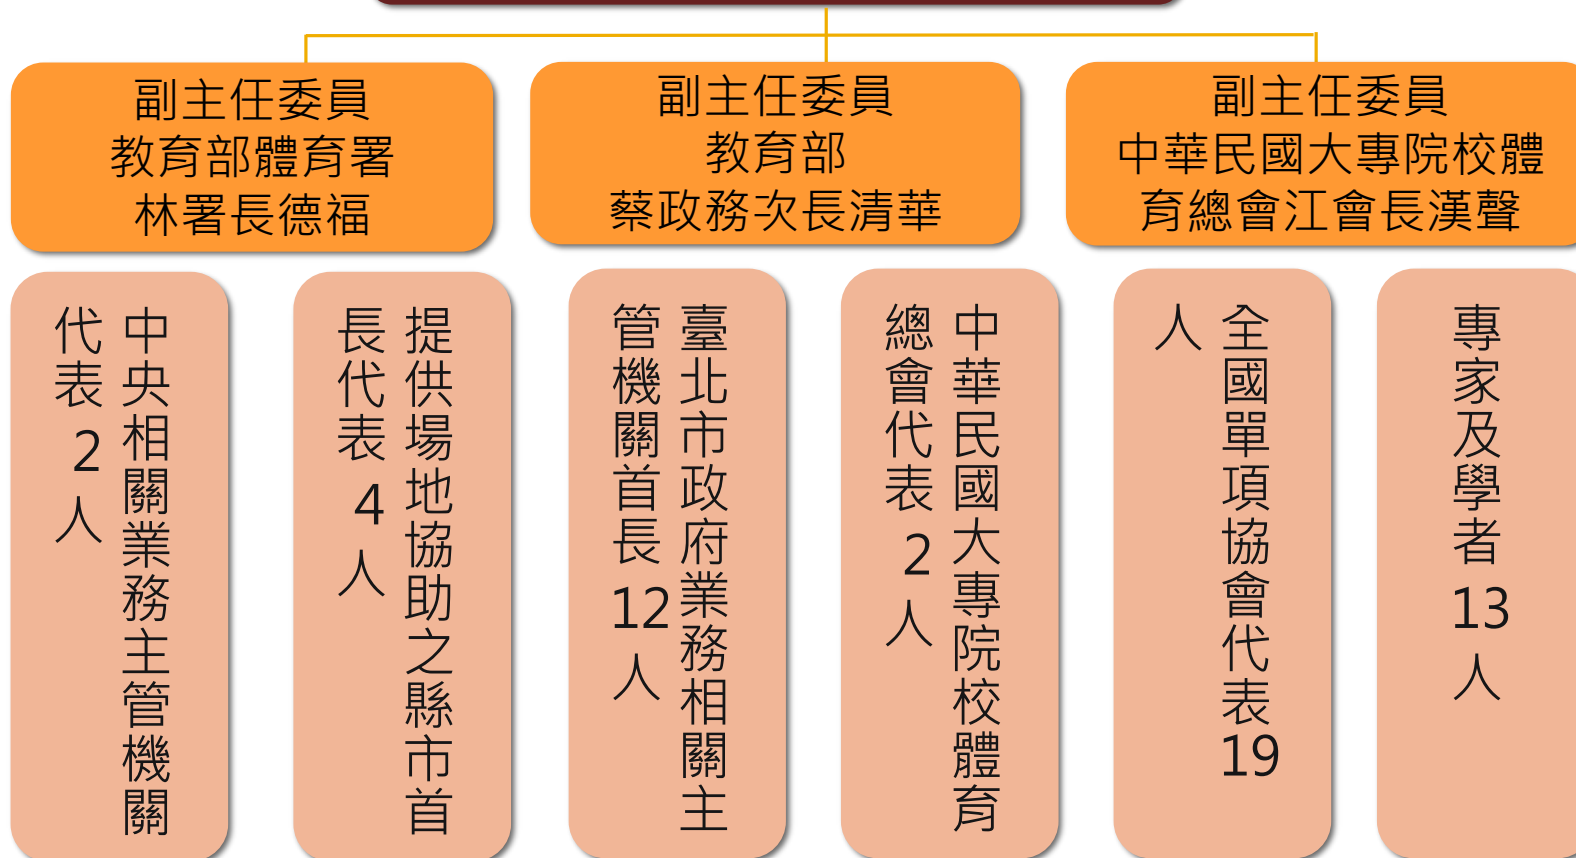 副主任委員
教育部體育署
林署長德福
副主任委員
教育部
蔡政務次長清華
副主任委員
中華民國大專院校體
育總會江會長漢聲
中央相關業務主管機關
代表2人
提供場地協助之縣市首
長代表4人
臺北市政府業務相關主
管機關首長12人
中華民國大專院校體育
總會代表2人
全國單項協會代表19
人
專家及學者13人